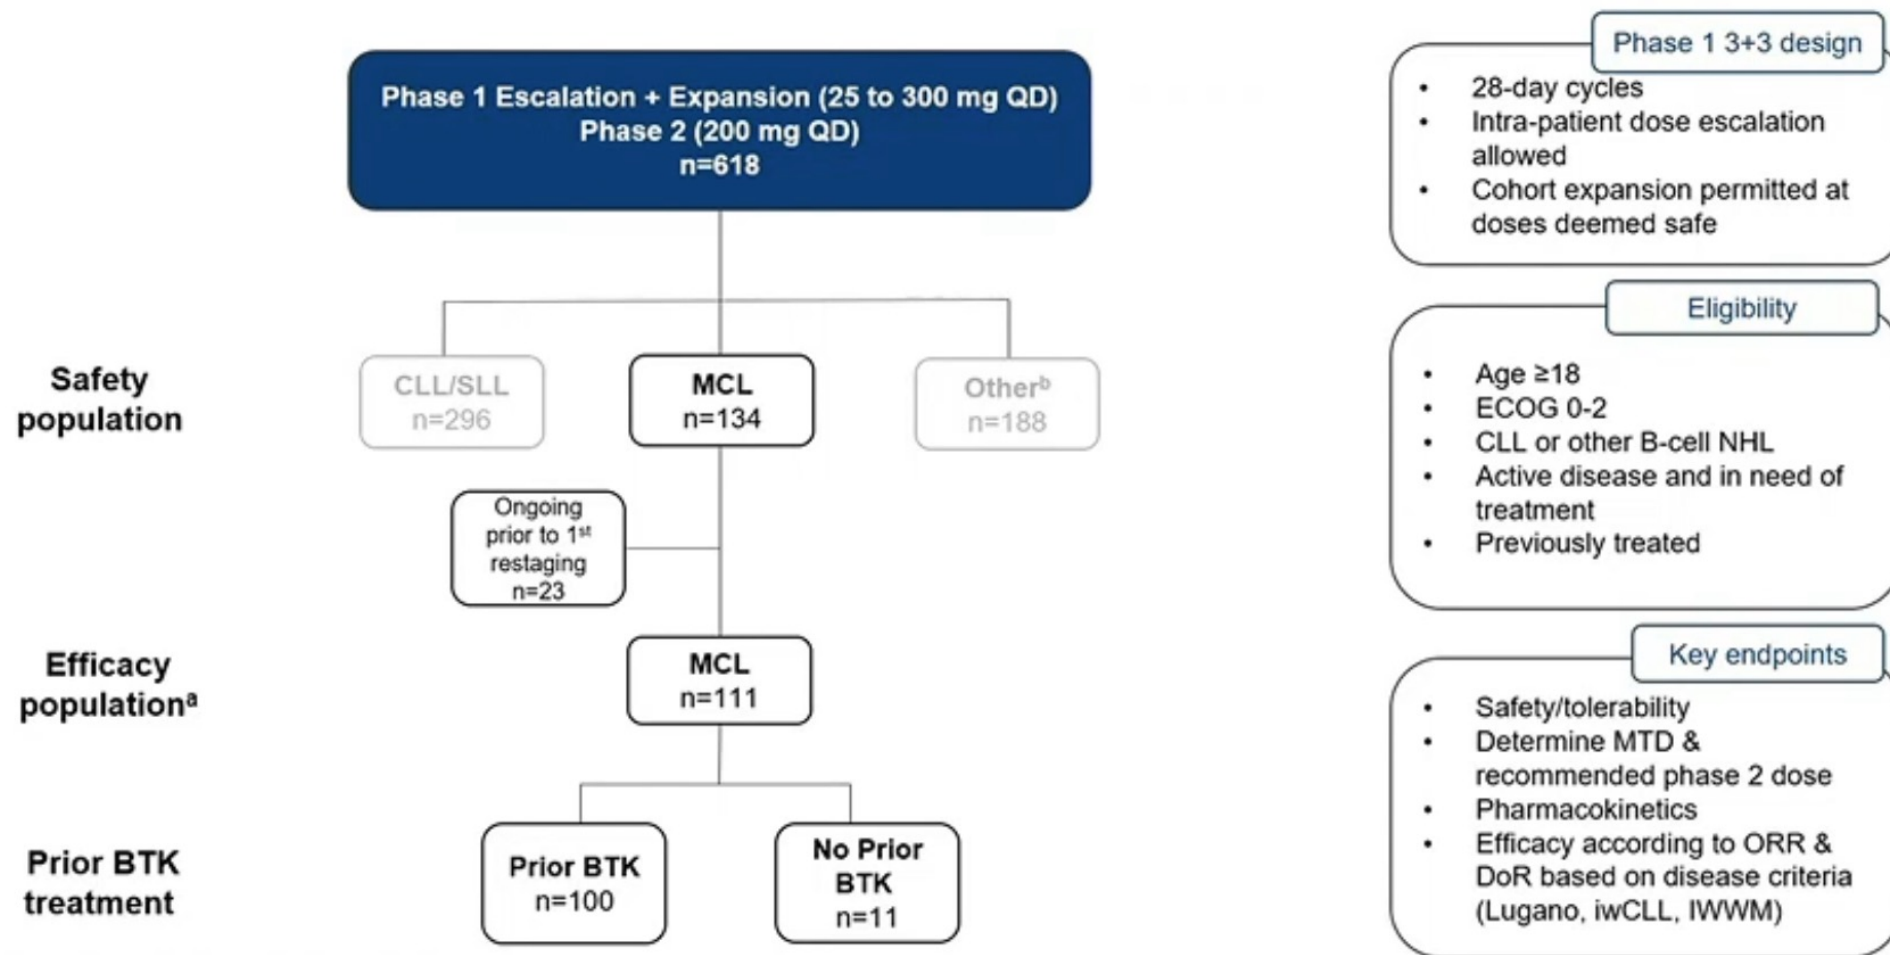 Phase 1 Escalation + Expansion (25 to 300 mg QD)
Phase 2 (200 mg QD)
n=618
Safety
population
CLL/SLL
n=296
MCL
n=134
Otherᵇ
n=188
Ongoing
prior to 1ˢᵗ
restaging
n=23
Efficacy
populationᵃ
MCL
n=111
Prior BTK
treatment
Prior BTK
n=100
No Prior
BTK
n=11
Phase 1 3+3 design
• 28-day cycles
• Intra-patient dose escalation
allowed
• Cohort expansion permitted at
doses deemed safe
Eligibility
• Age ≥18
• ECOG 0-2
• CLL or other B-cell NHL
• Active disease and in need of
treatment
• Previously treated
Key endpoints
• Safety/tolerability
• Determine MTD &
recommended phase 2 dose
• Pharmacokinetics
• Efficacy according to ORR &
DoR based on disease criteria
(Lugano, iwCLL, IWWM)